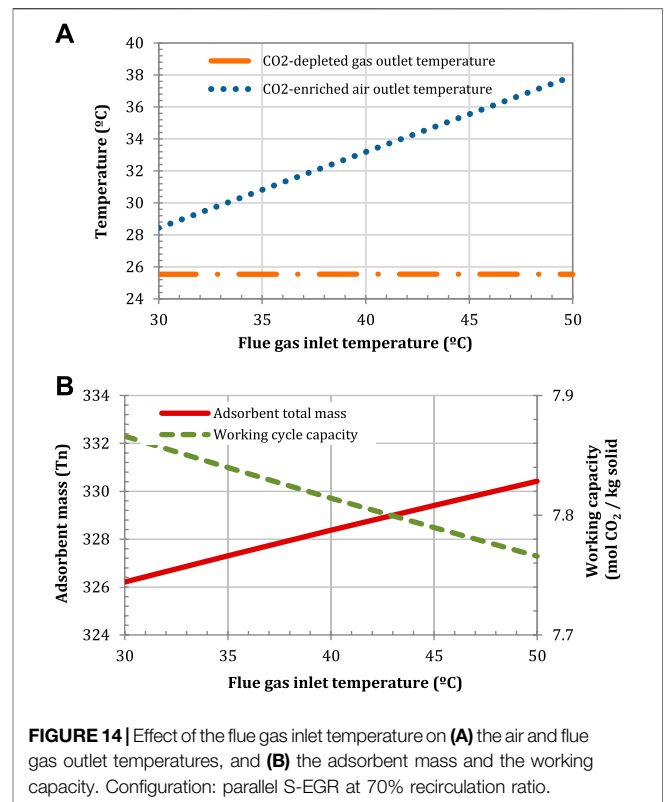 A
40
38
36
34
32
30
28
26
24
Temperature (ºC)
CO2-depleted gas outlet temperature
CO2-enriched air outlet temperature
30 35 40 45 50
Flue gas inlet temperature (ºC)
B
334
332
330
328
326
324
Adsorbent mass (Tn)
Adsorbent total mass
Working cycle capacity
7.9
7.8
7.7
Working capacity
(mol CO₂ / kg solid
30 35 40 45 50
Flue gas inlet temperature (ºC)
FIGURE 14 | Effect of the flue gas inlet temperature on (A) the air and flue
gas outlet temperatures, and (B) the adsorbent mass and the working
capacity. Configuration: parallel S-EGR at 70% recirculation ratio.